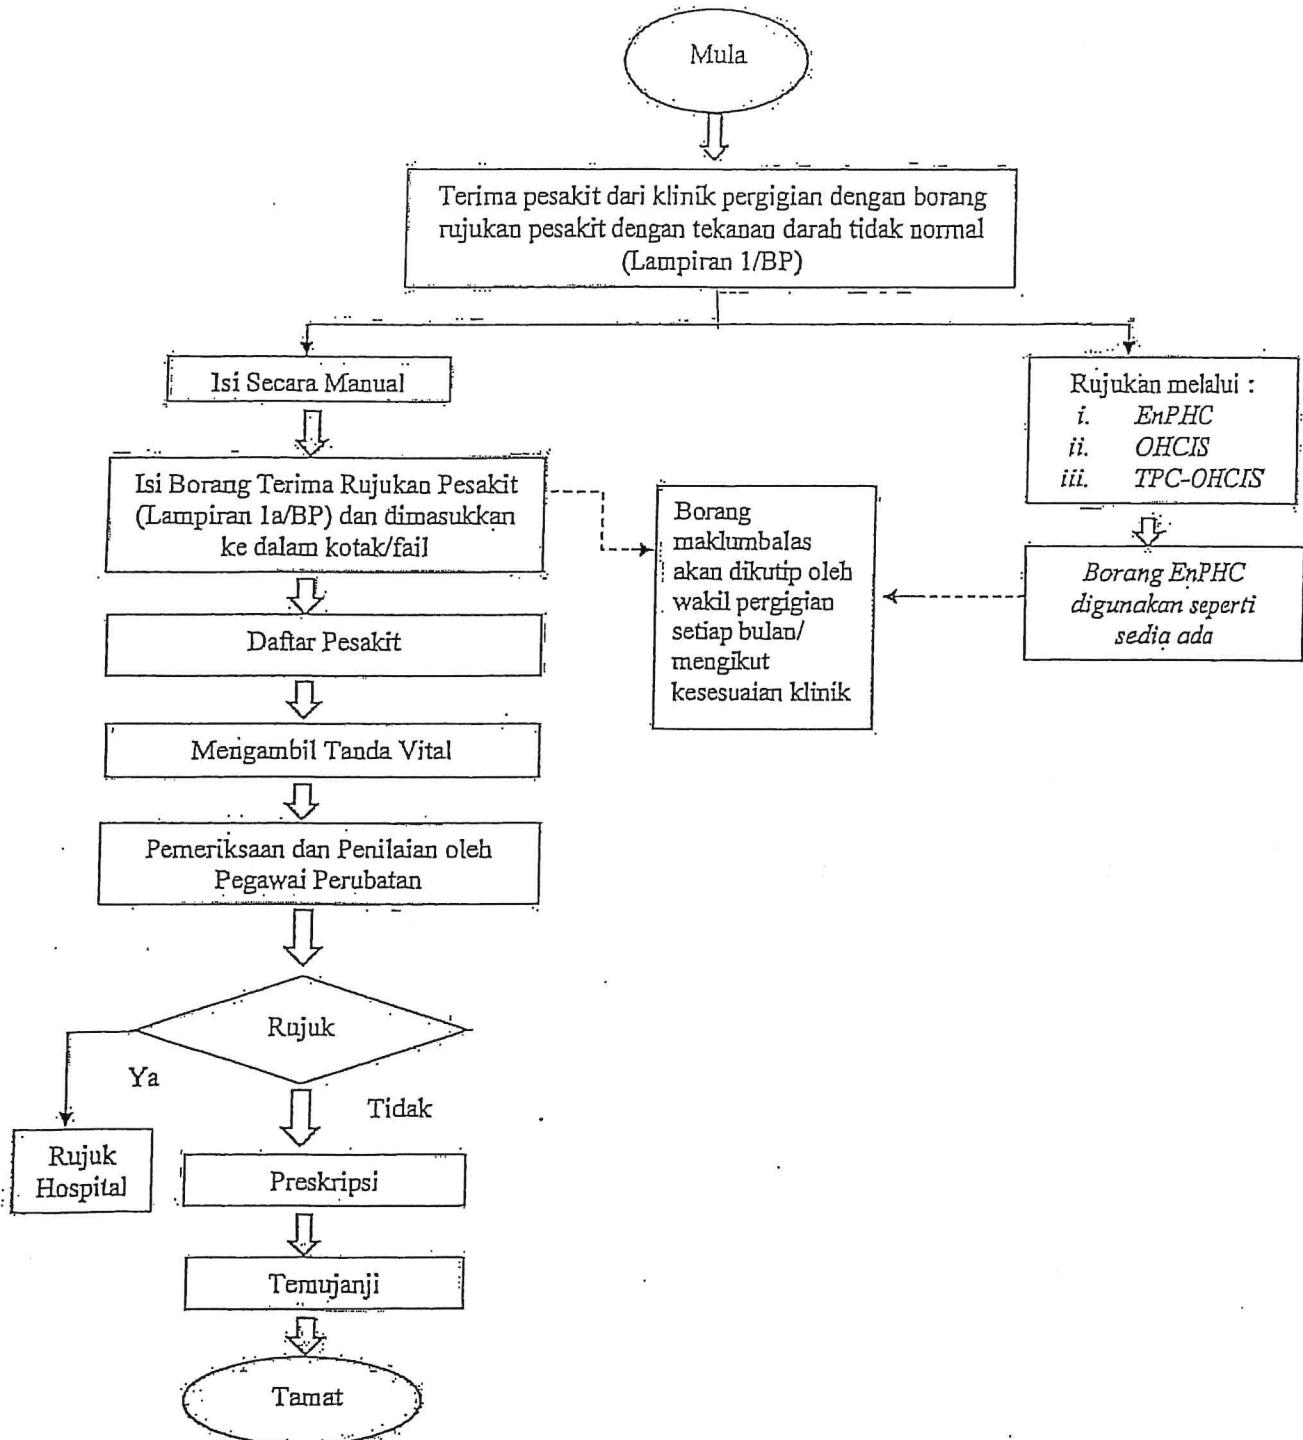 Mula
Terima pesakit dari klinik pergigian dengan borang
rujukan pesakit dengan tekanan darah tidak normal
(Lampiran 1/BP)
Isi Secara Manual
Rujukan melalui :
i. EnPHC
ii. OHCIS
iii. TPC-OHCIS
Isi Borang Terima Rujukan Pesakit
(Lampiran 1a/BP) dan dimasukkan
ke dalam kotak/fail
Borang
maklumbalas
akan dikutip oleh
wakil pergigian
setiap bulan/
mengikut
kesesuaian klinik
Borang EnPHC
digunakan seperti
sedia ada
Daftar Pesakit
Mengambil Tanda Vital
Pemeriksaan dan Penilaian oleh
Pegawai Perubatan
Rujuk
Ya
Tidak
Rujuk
Hospital
Preskripsi
Temujanji
Tamat